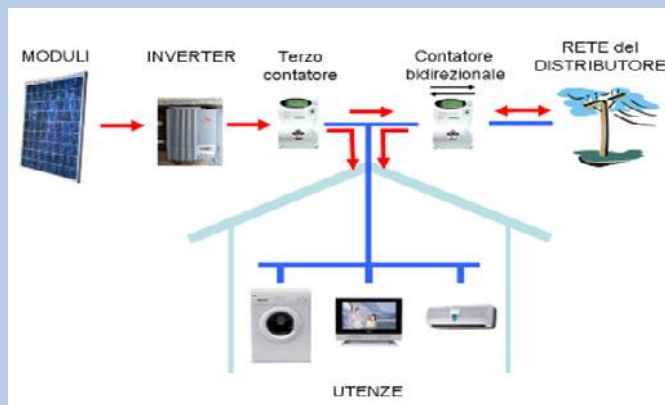 MODULI
INVERTER
Terzo
contatore
Contatore
bidirezionale
RETE del
DISTRIBUTORE
UTENZE